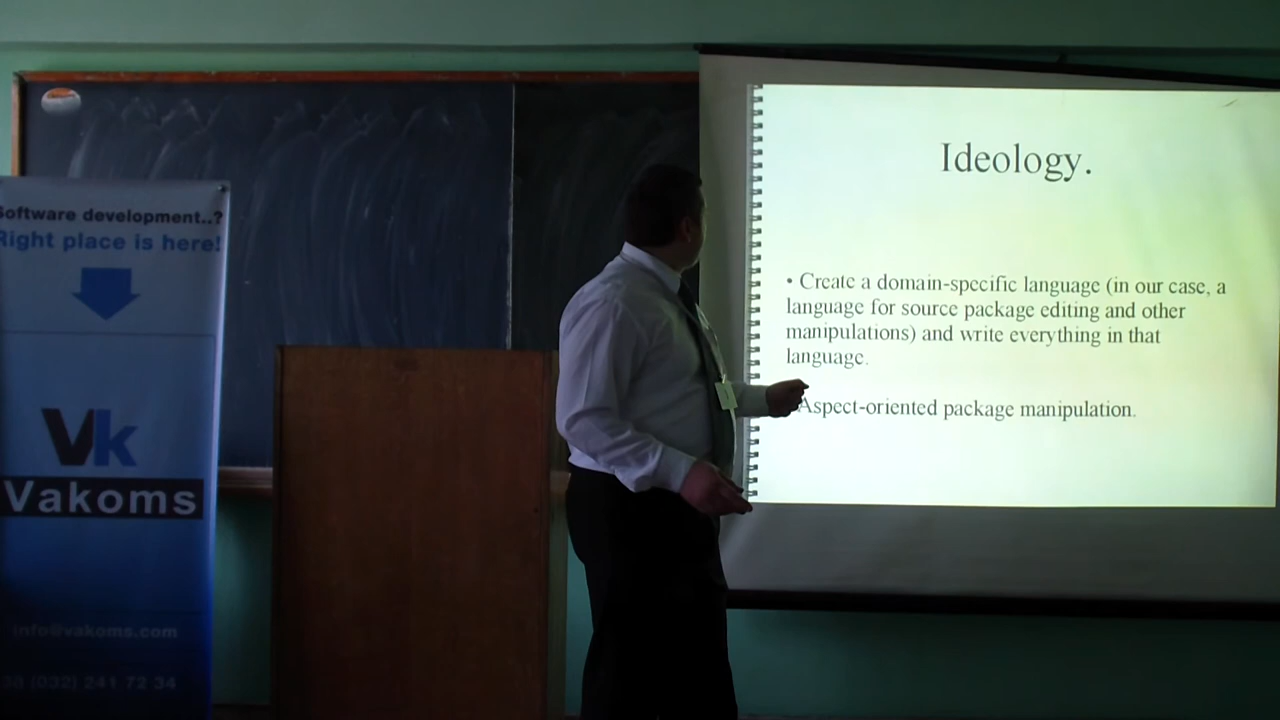 Software development..?
Right place is here!
Vk
Vakoms
info@vakoms.com
38 (032) 241 72 34
Ideology.
• Create a domain-specific language (in our case, a
language for source package editing and other
manipulations) and write everything in that
language.
Aspect-oriented package manipulation.